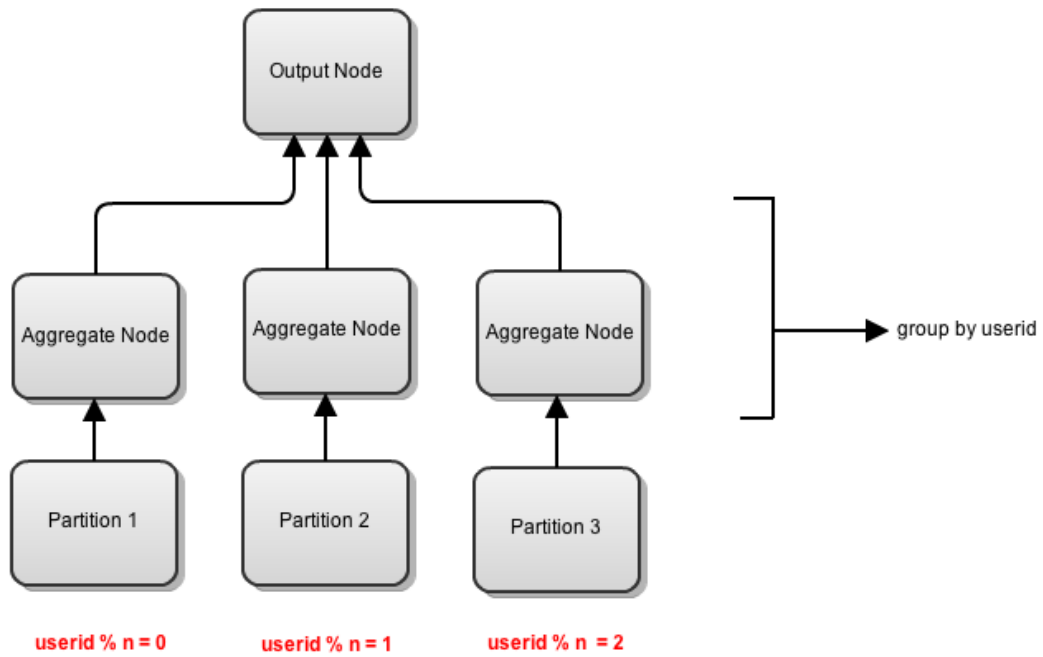 Output Node
Aggregate Node
Aggregate Node
Aggregate Node
group by userid
Partition 1
Partition 2
Partition 3
userid % n = 0
userid % n = 1
userid % n = 2